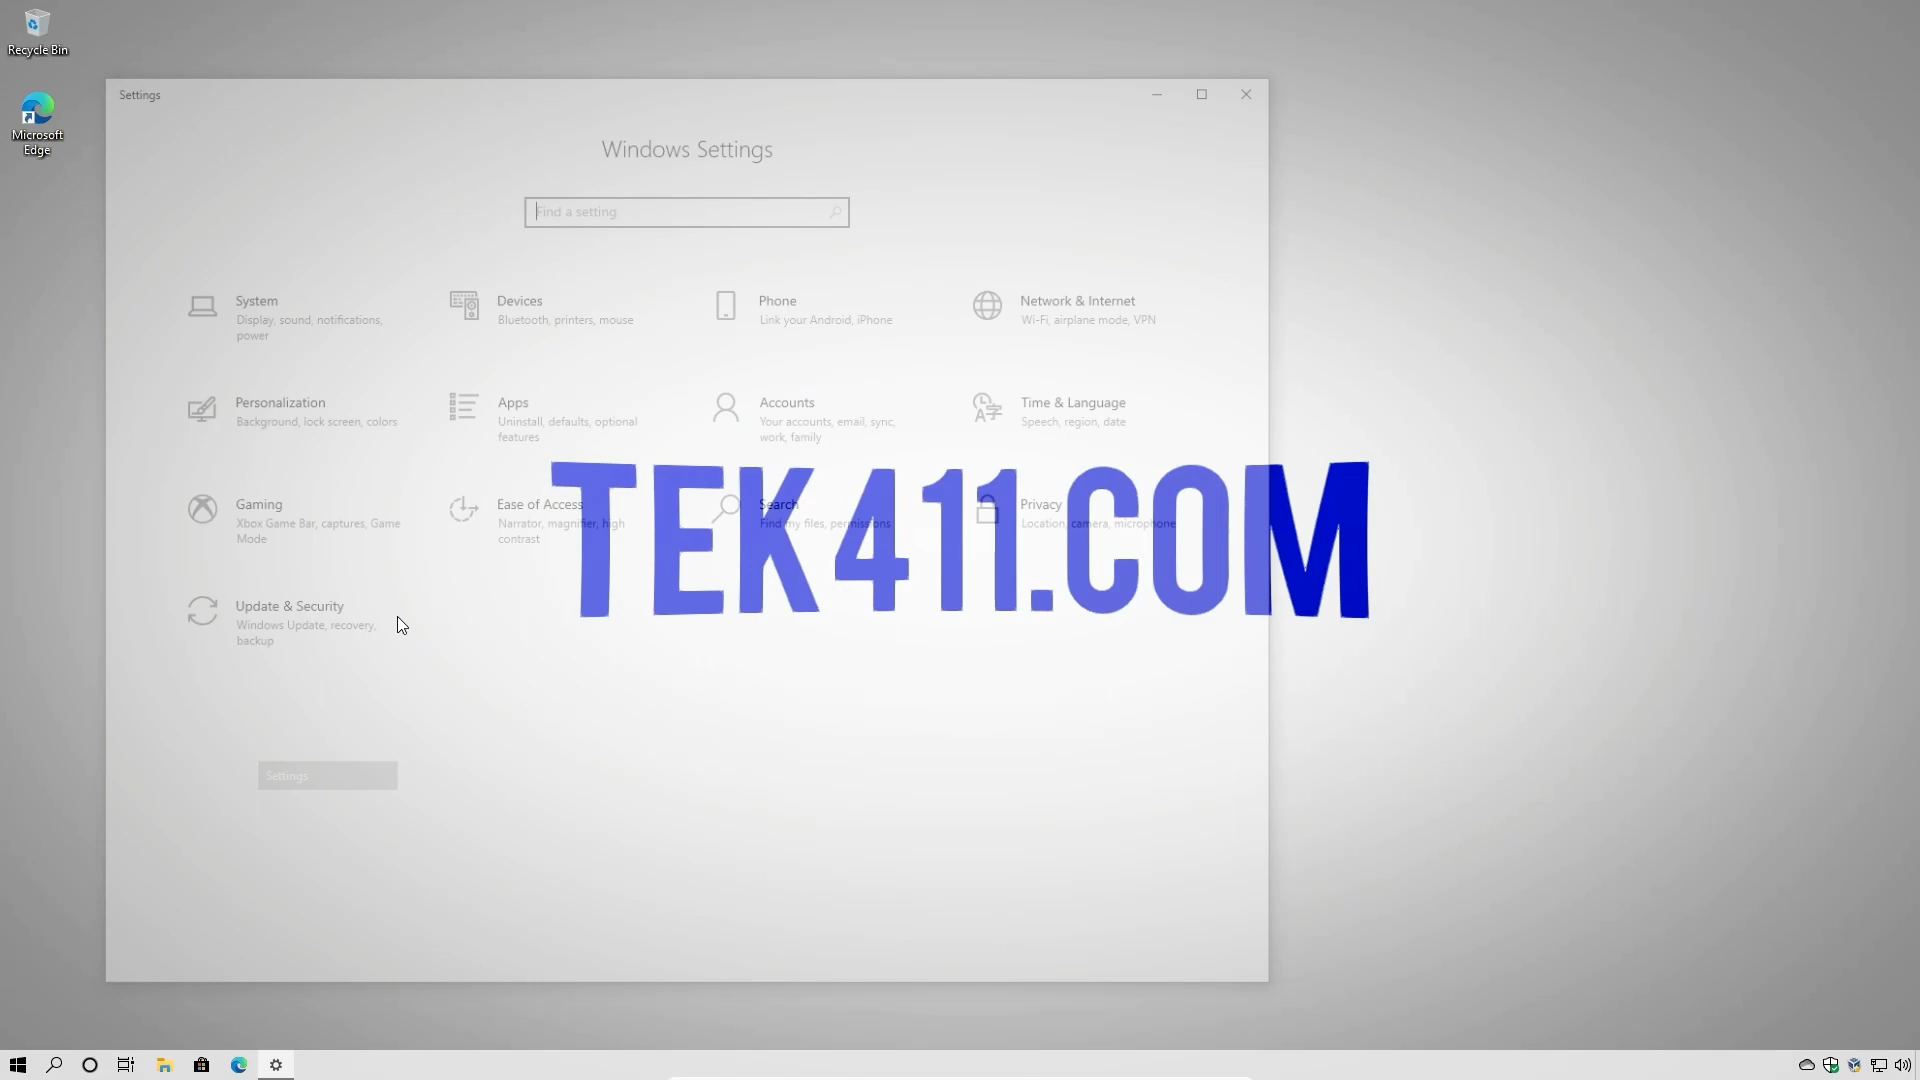 Recycle Bin
Microsoft
Edge
Settings
Windows Settings
Find a setting
System
Display, sound, notifications,
power
Devices
Bluetooth, printers, mouse
Phone
Link your Android, iPhone
Network & Internet
Wi-Fi, airplane mode, VPN
Personalization
Background, lock screen, colors
Apps
Uninstall, defaults, optional
features
Accounts
Your accounts, email, sync,
work, family
Time & Language
Speech, region, date
TEK411.COM
Gaming
Xbox Game Bar, captures, Game
Mode
Ease of Access
Narrator, magnifier, high
contrast
Search
Find my files, permissions
Privacy
Location, camera, microphone
Update & Security
Windows Update, recovery,
backup
Settings